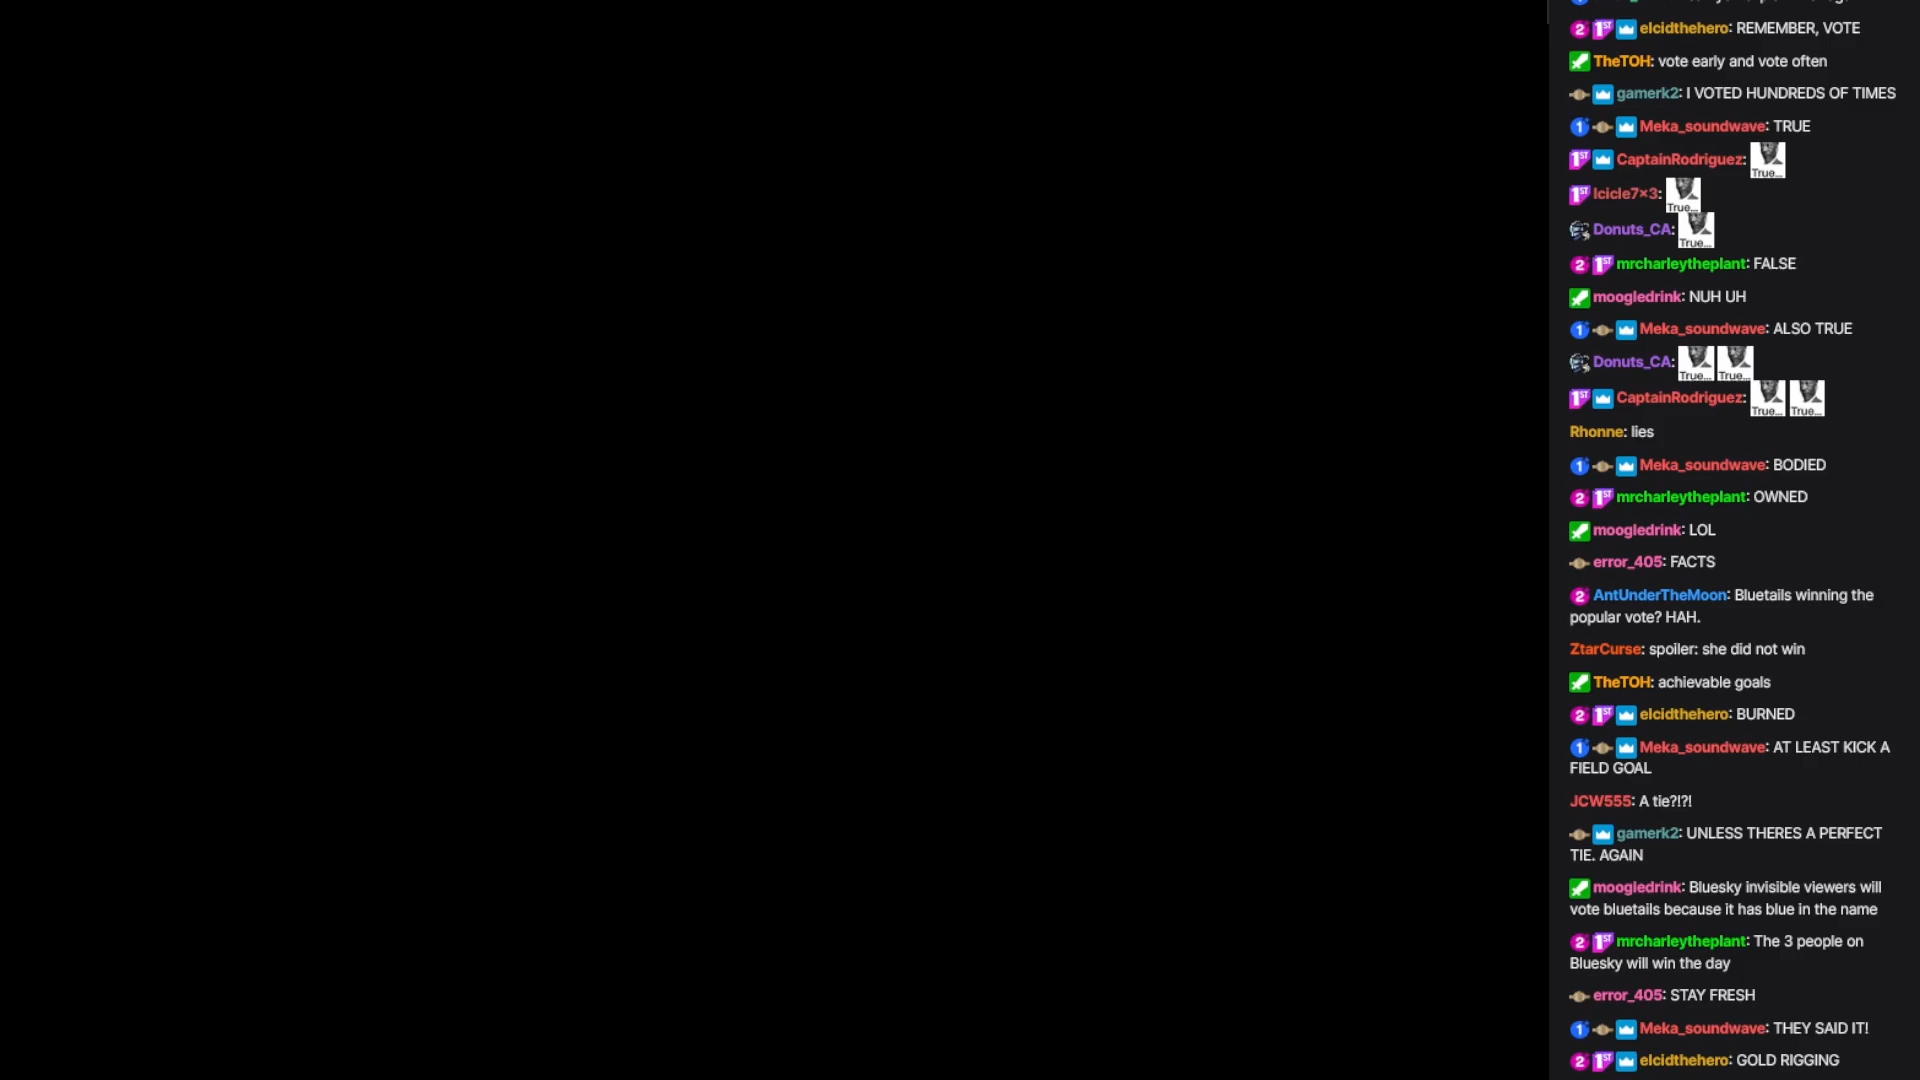 elcidthehero: REMEMBER, VOTE
TheTOH: vote early and vote often
gamerk2: I VOTED HUNDREDS OF TIMES
Meka_soundwave: TRUE
CaptainRodriguez: True...
Icicle7x3: True...
Donuts_CA: True...
mrcharleytheplant: FALSE
moogledrink: NUH UH
Meka_soundwave: ALSO TRUE
Donuts_CA: True... True...
CaptainRodriguez: True... True...
Rhonne: lies
Meka_soundwave: BODIED
mrcharleytheplant: OWNED
moogledrink: LOL
error_405: FACTS
AntUnderTheMoon: Bluetails winning the
popular vote? HAH.
ZtarCurse: spoiler: she did not win
TheTOH: achievable goals
elcidthehero: BURNED
Meka_soundwave: AT LEAST KICK A
FIELD GOAL
JCW555: A tie?!?!
gamerk2: UNLESS THERES A PERFECT
TIE. AGAIN
moogledrink: Bluesky invisible viewers will
vote bluetails because it has blue in the name
mrcharleytheplant: The 3 people on
Bluesky will win the day
error_405: STAY FRESH
Meka_soundwave: THEY SAID IT!
elcidthehero: GOLD RIGGING